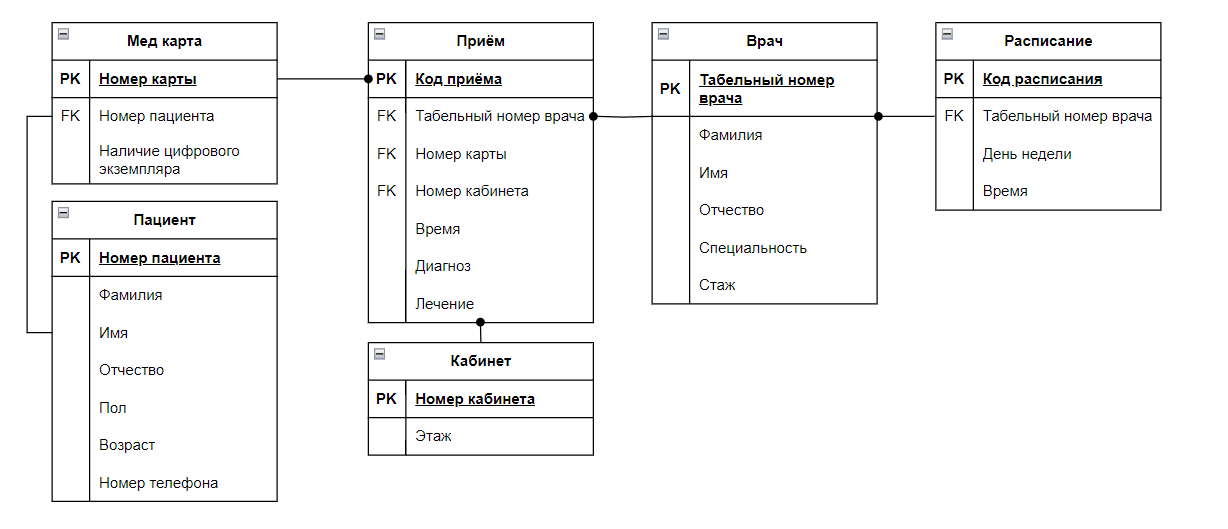 Мед карта
PK Номер карты
FK Номер пациента
Наличие цифрового
экземпляра
Пациент
PK Номер пациента
Фамилия
Имя
Отчество
Пол
Возраст
Номер телефона
Приём
PK Код приёма
FK Табельный номер врача
FK Номер карты
FK Номер кабинета
Время
Диагноз
Лечение
Кабинет
PK Номер кабинета
Этаж
Врач
PK Табельный номер
врача
Фамилия
Имя
Отчество
Специальность
Стаж
Расписание
PK Код расписания
FK Табельный номер врача
День недели
Время